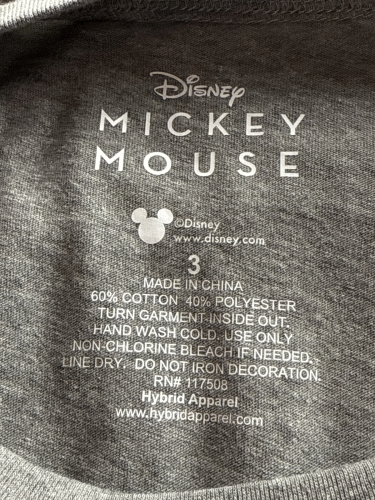 Disney
MICKEY
MOUSE
©Disney
www.disney.com
3
MADE IN CHINA
60% COTTON 40% POLYESTER
TURN GARMENT INSIDE OUT.
HAND WASH COLD. USE ONLY
NON-CHLORINE BLEACH IF NEEDED.
LINE DRY. DO NOT IRON DECORATION.
RN# 117508
Hybrid Apparel
www.hybridapparel.com